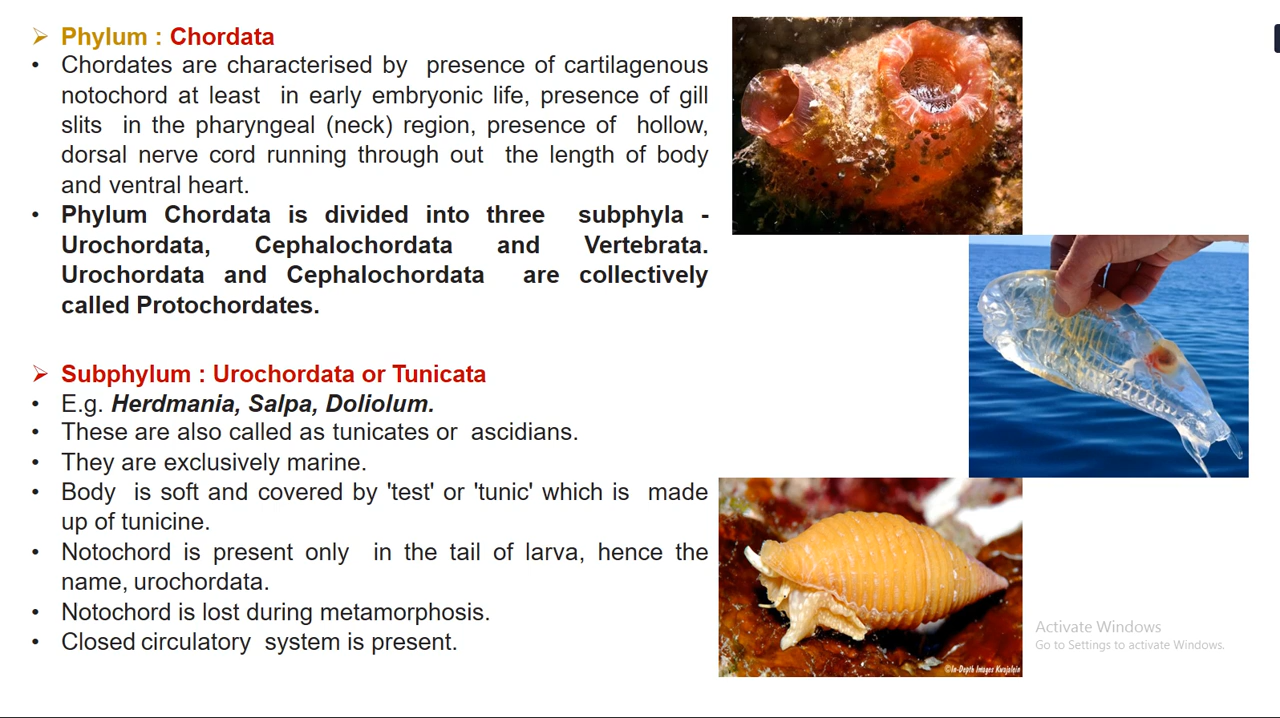 Phylum : Chordata
Chordates are characterised by presence of cartilagenous
notochord at least in early embryonic life, presence of gill
slits in the pharyngeal (neck) region, presence of hollow,
dorsal nerve cord running through out the length of body
and ventral heart.
Phylum Chordata is divided into three subphyla -
Urochordata, Cephalochordata and Vertebrata.
Urochordata and Cephalochordata are collectively
called Protochordates.
Subphylum : Urochordata or Tunicata
E.g. Herdmania, Salpa, Doliolum.
These are also called as tunicates or ascidians.
They are exclusively marine.
Body is soft and covered by 'test' or 'tunic' which is made
up of tunicine.
Notochord is present only in the tail of larva, hence the
name, urochordata.
Notochord is lost during metamorphosis.
Closed circulatory system is present.
©In-Depth Images Kwajalein
Activate Windows
Go to Settings to activate Windows.